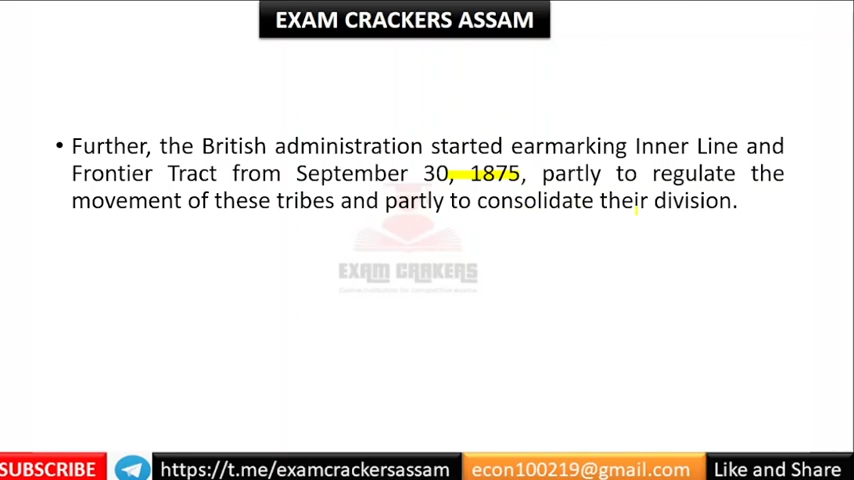 EXAM CRACKERS ASSAM
• Further, the British administration started earmarking Inner Line and
Frontier Tract from September 30, 1875, partly to regulate the
movement of these tribes and partly to consolidate their division.
EXAM CRAKERS
SUBSCRIBE
https://t.me/examcrackersassam
econ100219@gmail.com
Like and Share